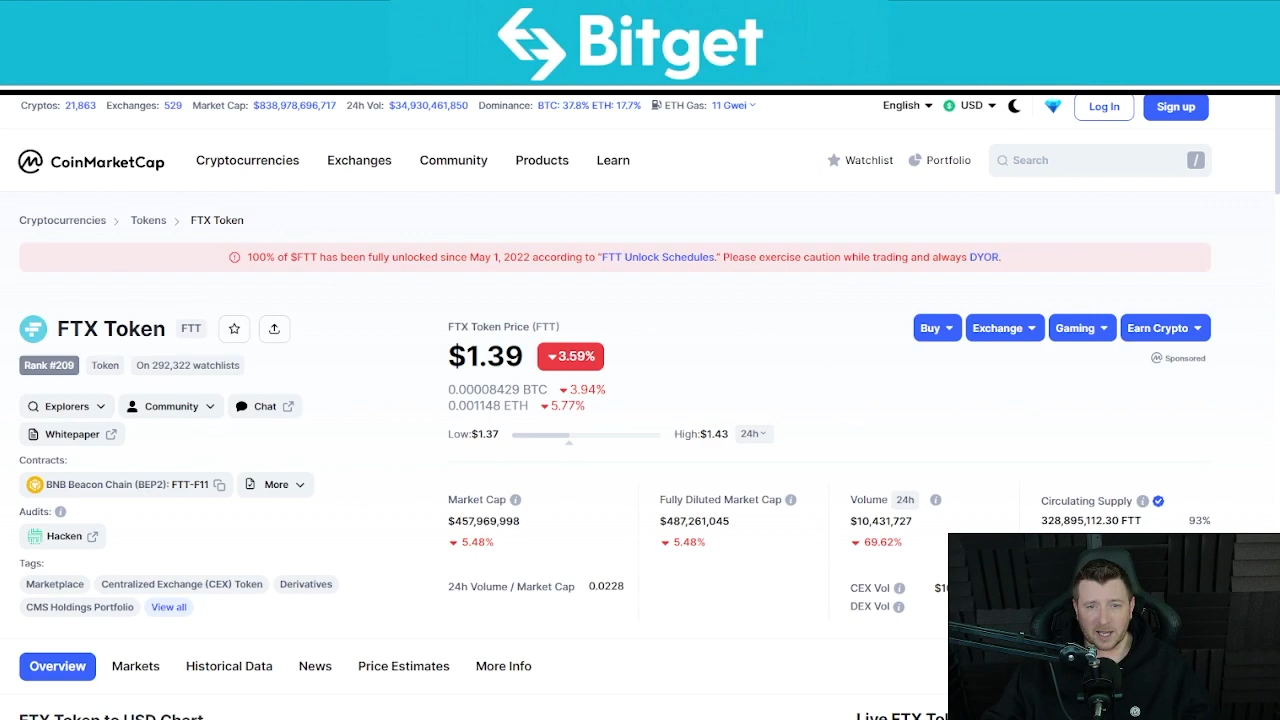 Bitget
Cryptos: 21,863 Exchanges: 529 Market Cap: $838,978,696,717 24h Vol: $34,930,461,850 Dominance: BTC: 37.8% ETH: 17.7% ETH Gas: 11 Gwei English USD Log In Sign up
CoinMarketCap Cryptocurrencies Exchanges Community Products Learn Watchlist Portfolio Search /
Cryptocurrencies Tokens FTX Token
100% of $FTT has been fully unlocked since May 1, 2022 according to "FTT Unlock Schedules." Please exercise caution while trading and always DYOR.
FTX Token FTT
Rank #209 Token On 292,322 watchlists
Explorers Community Chat
Whitepaper
Contracts:
BNB Beacon Chain (BEP2): FTT-F11 More
Audits:
Hacken
Tags:
Marketplace Centralized Exchange (CEX) Token Derivatives
CMS Holdings Portfolio View all
FTX Token Price (FTT)
$1.39 3.59%
0.00008429 BTC 3.94%
0.001148 ETH 5.77%
Low:$1.37 High:$1.43 24h
Buy Exchange Gaming Earn Crypto
Sponsored
Market Cap
$457,969,998
5.48%
24h Volume / Market Cap 0.0228
Fully Diluted Market Cap
$487,261,045
5.48%
Volume 24h
$10,431,727
69.62%
CEX Vol
DEX Vol
Circulating Supply
328,895,112.30 FTT 93%
Overview Markets Historical Data News Price Estimates More Info
FTX Token to USD Chart
Live FTX